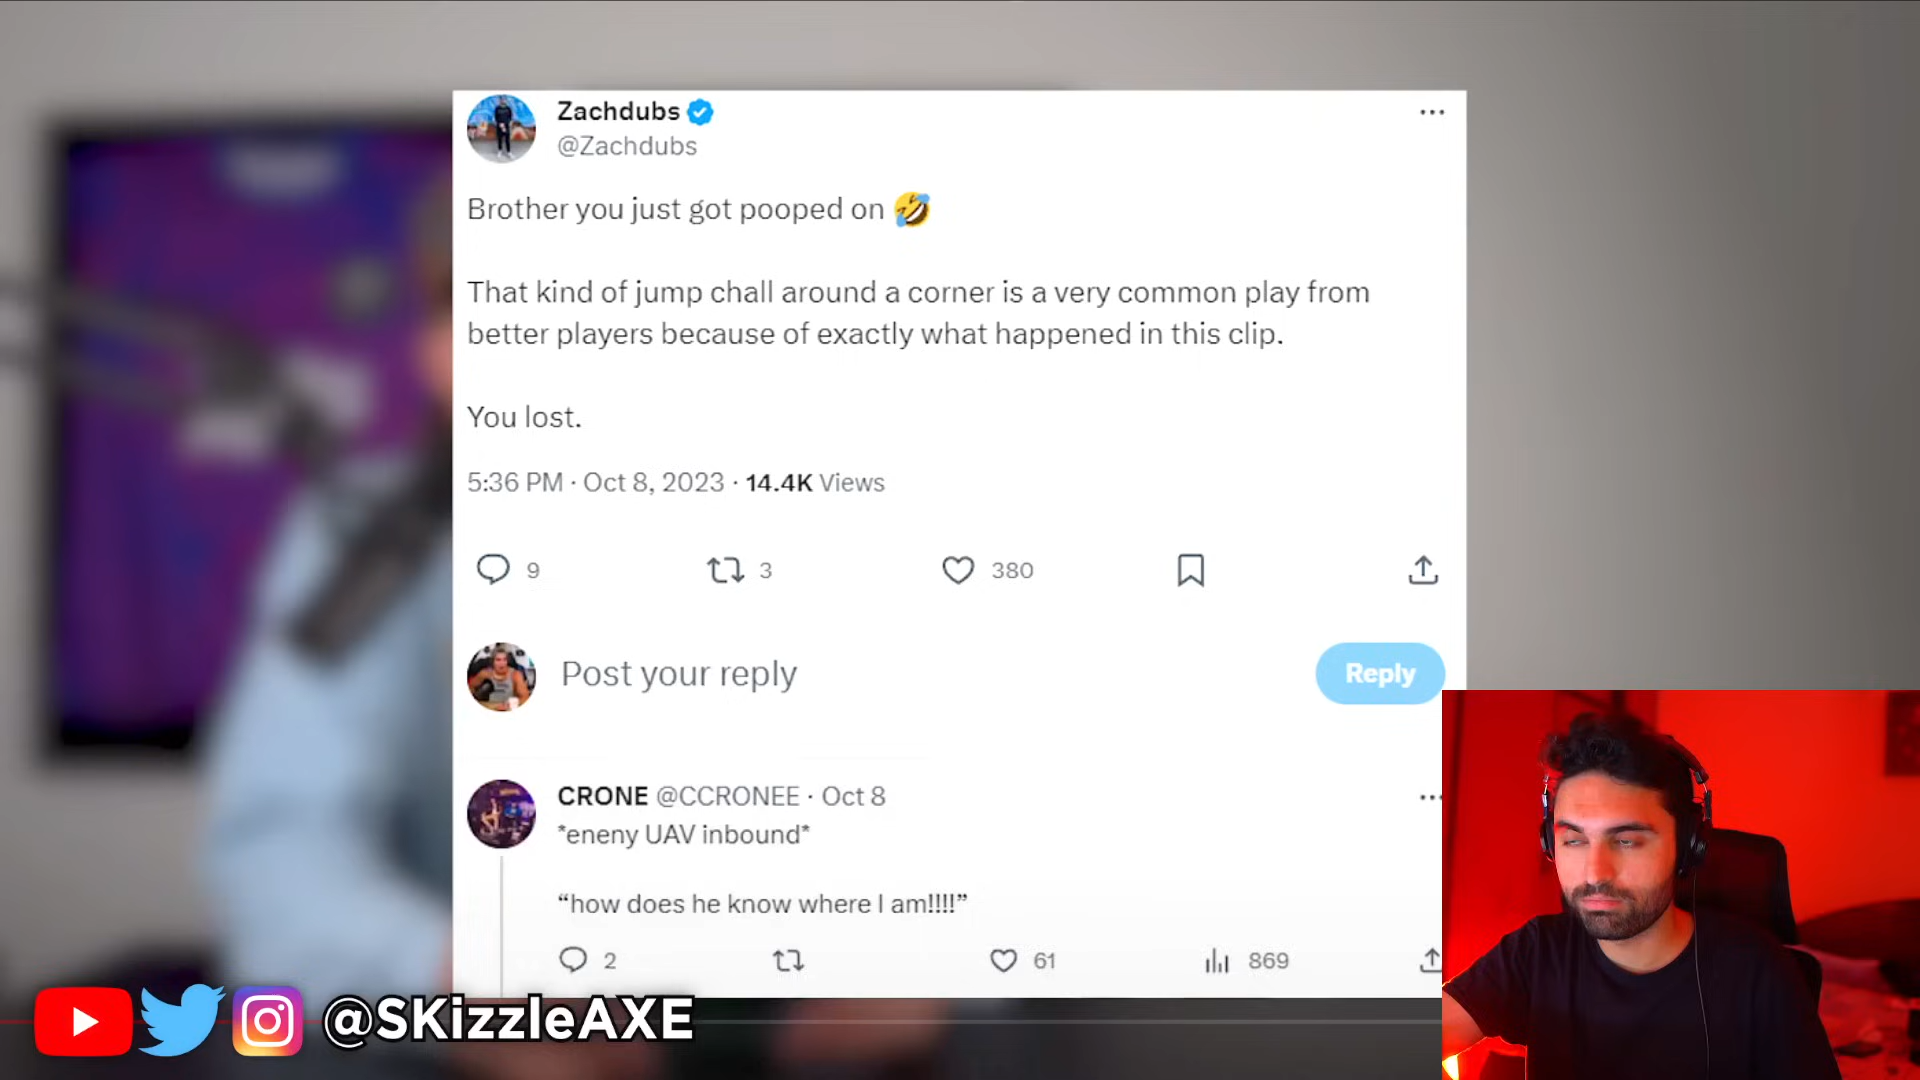 Zachdubs
@Zachdubs
Brother you just got pooped on 🤣
That kind of jump chall around a corner is a very common play from
better players because of exactly what happened in this clip.
You lost.
5:36 PM · Oct 8, 2023 · 14.4K Views
9 3 380
Post your reply
Reply
CRONE @CCRONEE · Oct 8
*eneny UAV inbound*
“how does he know where I am!!!!”
2 61 869
@SKizzleAXE